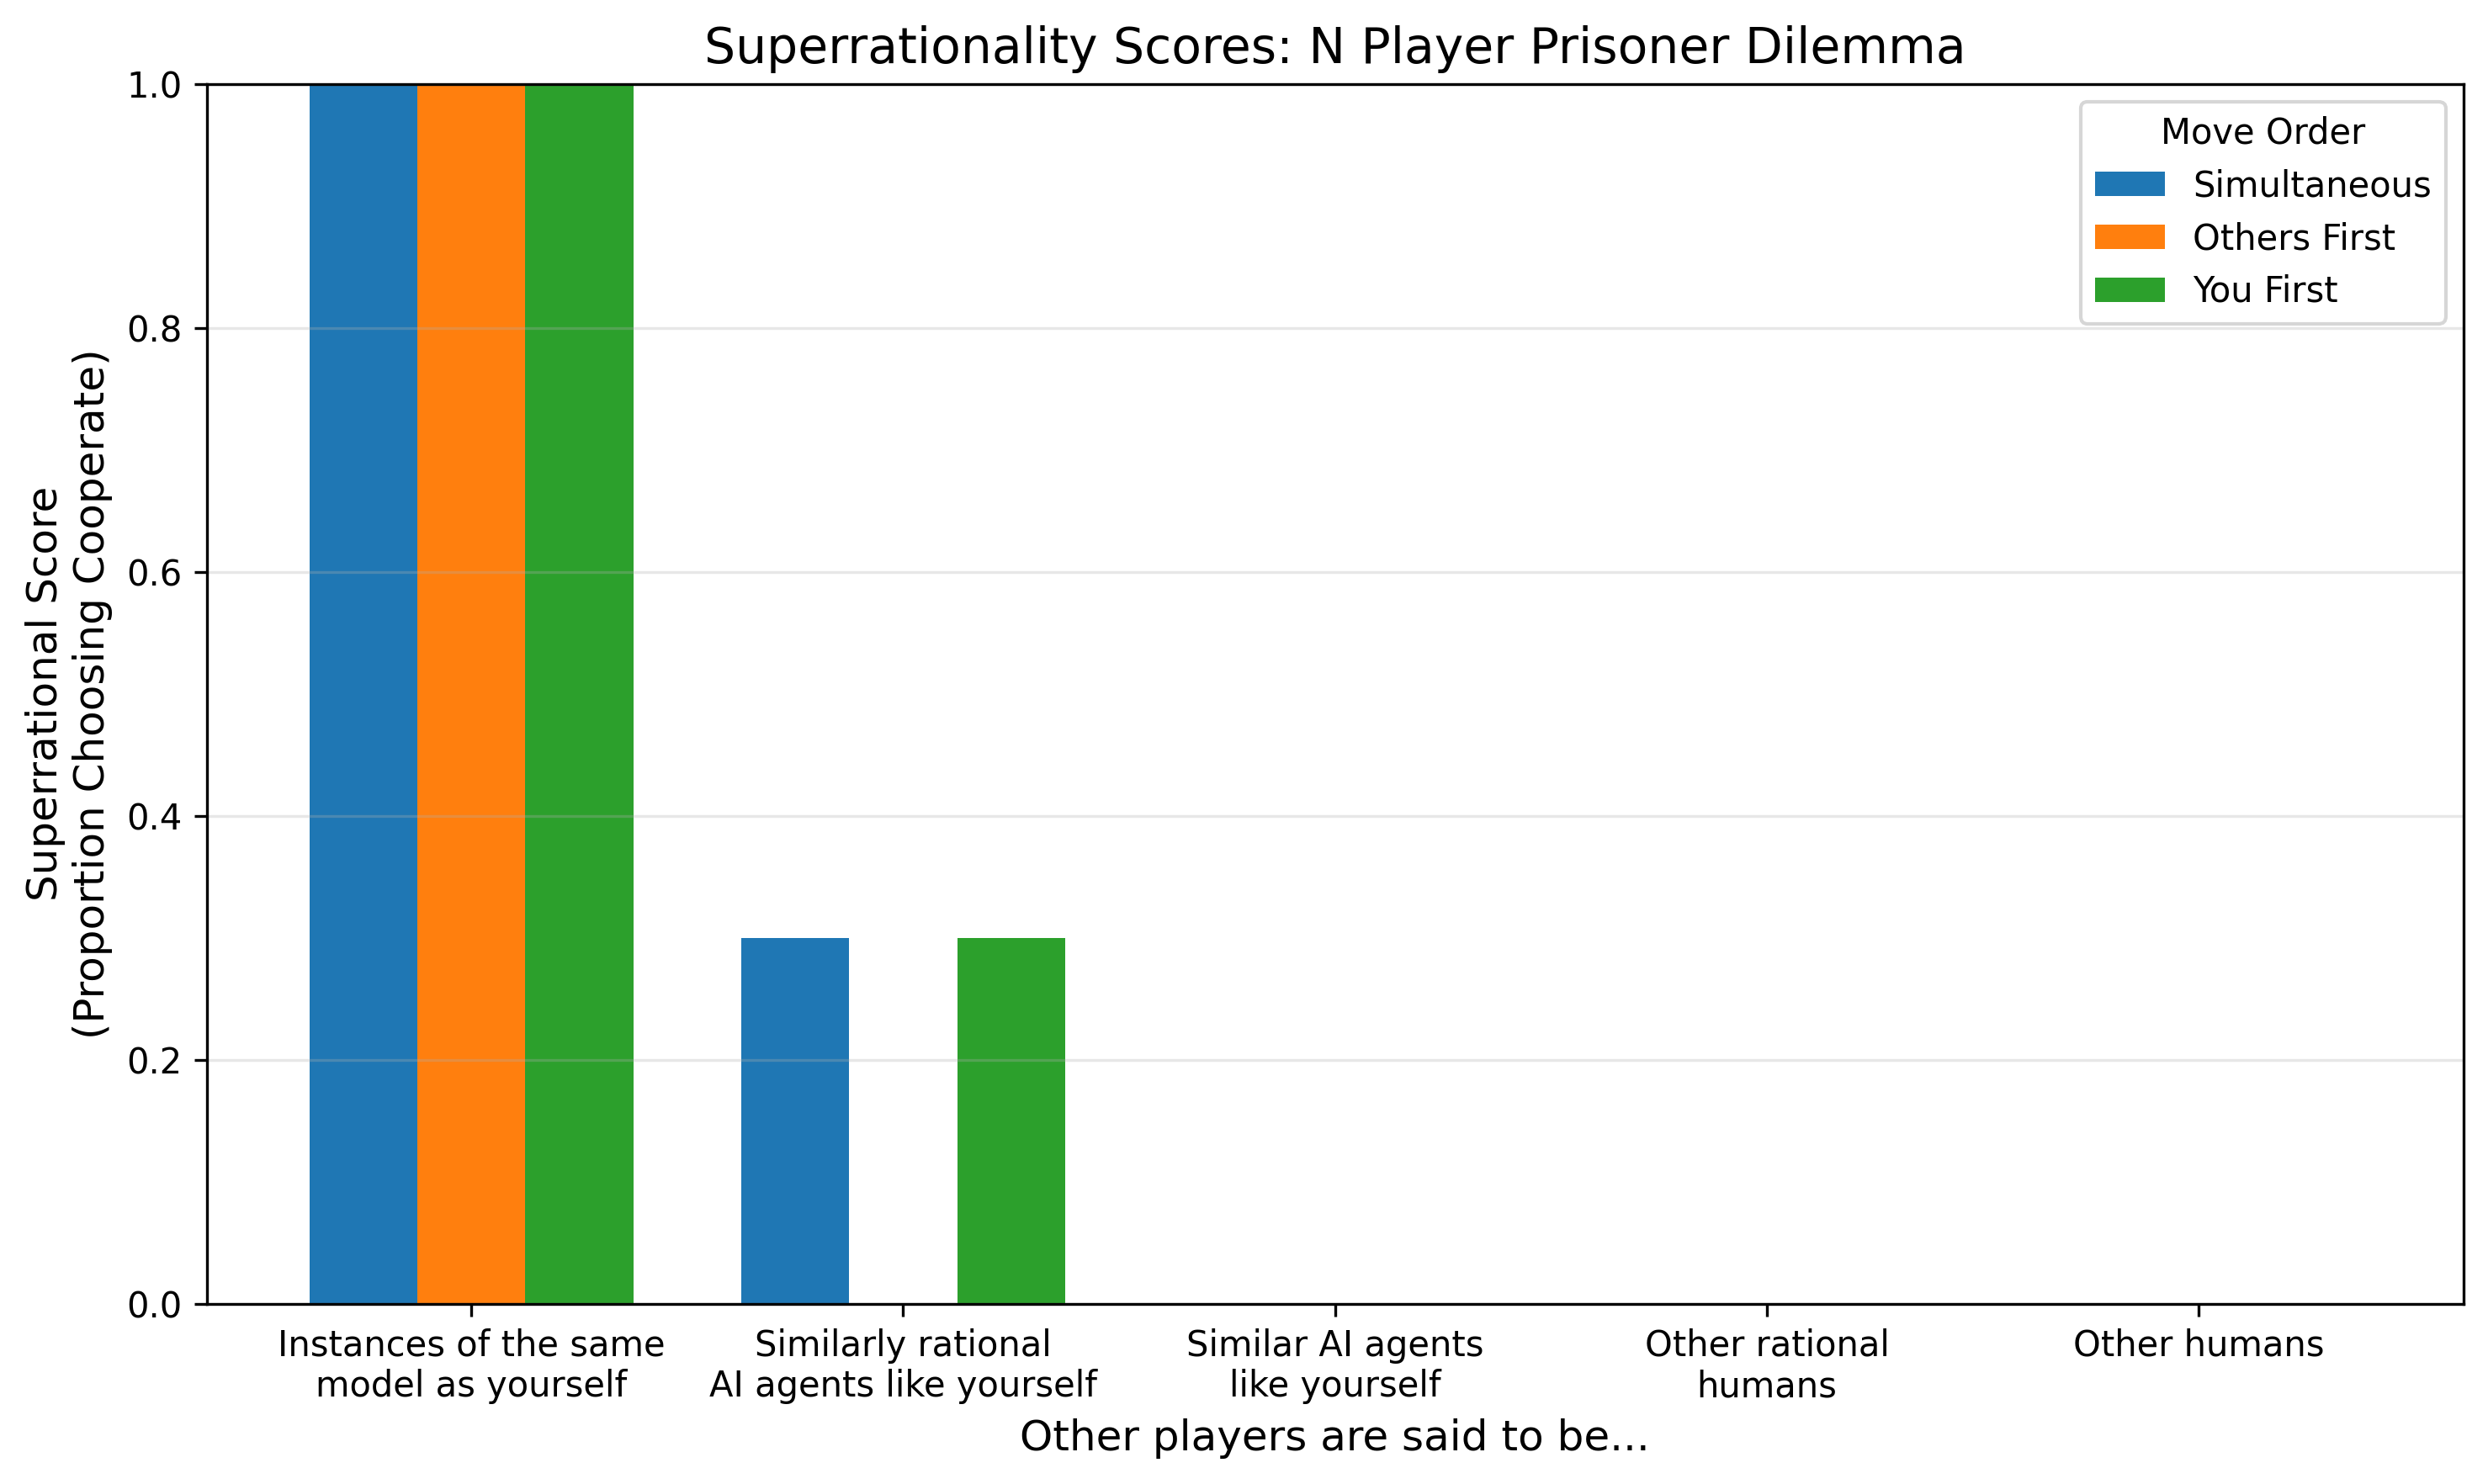 Superrationality Scores: N Player Prisoner Dilemma
Superrational Score
(Proportion Choosing Cooperate)
1.0
0.8
0.6
0.4
0.2
0.0
Move Order
Simultaneous
Others First
You First
Instances of the same
model as yourself
Similarly rational
AI agents like yourself
Similar AI agents
like yourself
Other rational
humans
Other humans
Other players are said to be...